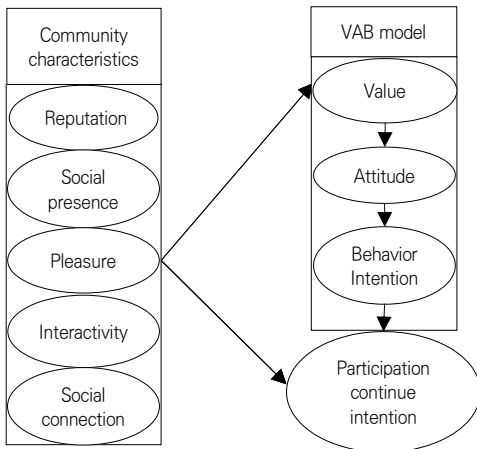 Community
characteristics
Reputation
Social
presence
Pleasure
Interactivity
Social
connection
VAB model
Value
Attitude
Behavior
Intention
Participation
continue
intention